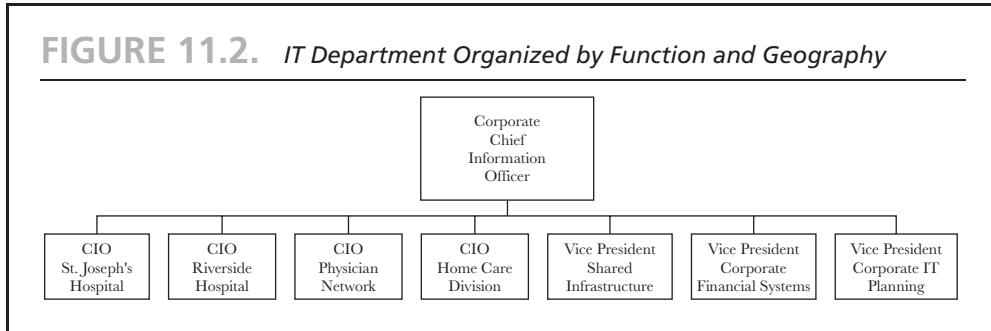 FIGURE 11.2. IT Department Organized by Function and Geography
Corporate
Chief
Information
Officer
CIO
St. Joseph's
Hospital
CIO
Riverside
Hospital
CIO
Physician
Network
CIO
Home Care
Division
Vice President
Shared
Infrastructure
Vice President
Corporate
Financial Systems
Vice President
Corporate IT
Planning